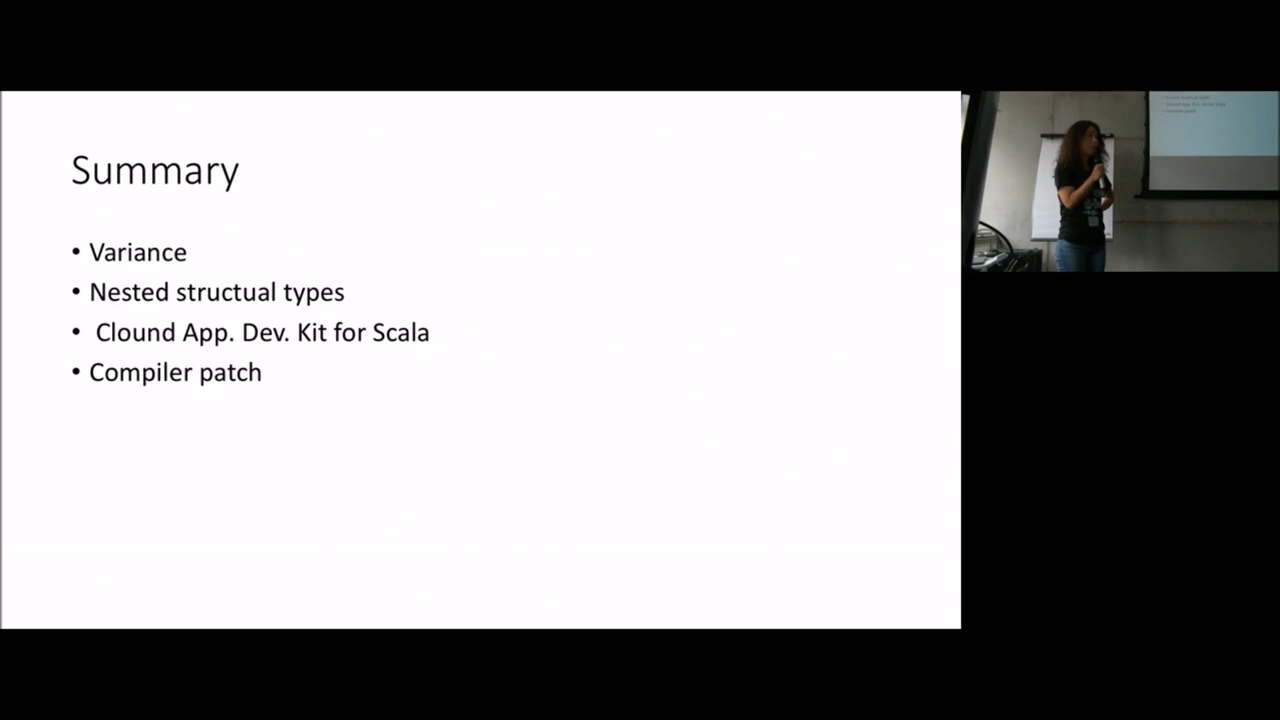 Summary
• Variance
• Nested structual types
• Clound App. Dev. Kit for Scala
• Compiler patch